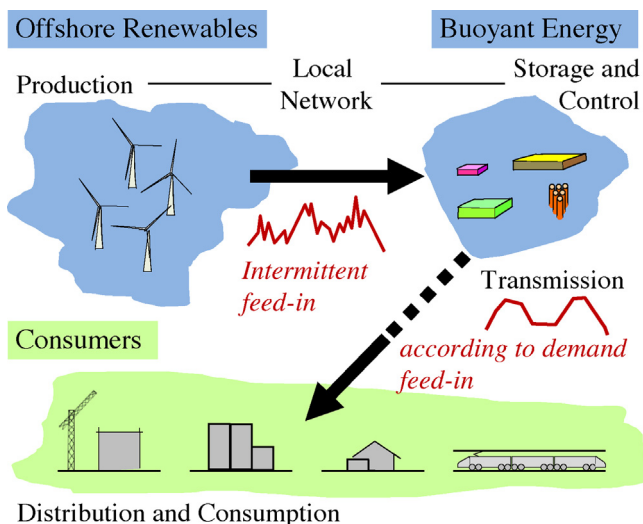 Offshore Renewables
Buoyant Energy
Production
Local
Network
Storage and
Control
Intermittent
feed-in
Transmission
according to demand
feed-in
Consumers
Distribution and Consumption